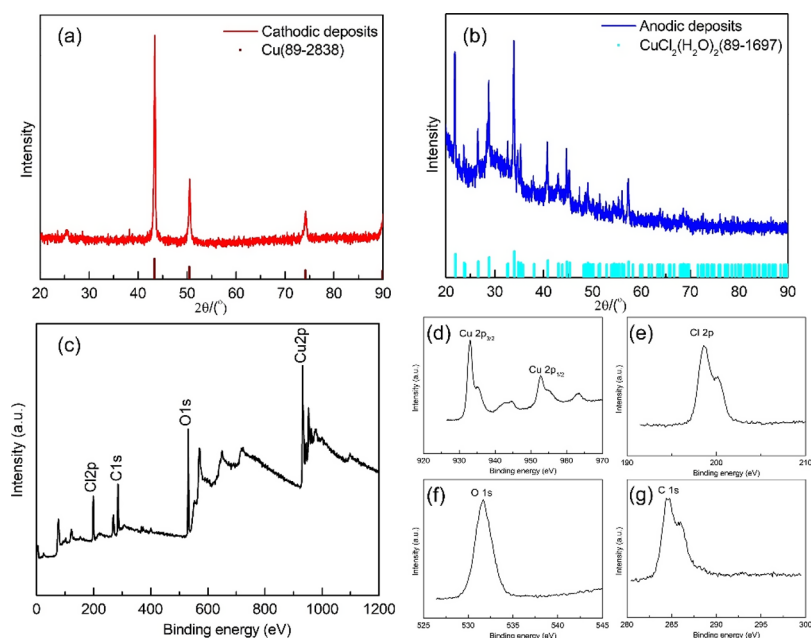 (a)
Cathodic deposits
Cu(89-2838)
Intensity
20 30 40 50 60 70 80 90
2θ/(°)
(b)
Anodic deposits
CuCl₂(H₂O)₂(89-1697)
Intensity
20 30 40 50 60 70 80 90
2θ/(°)
(c)
Cl2p
C1s
O1s
Cu2p
Intensity (a.u.)
0 200 400 600 800 1000 1200
Binding energy (eV)
(d)
Cu 2p₃/₂
Cu 2p₁/₂
Intensity (a.u.)
920 930 940 950 960 970
Binding energy (eV)
(e)
Cl 2p
Intensity (a.u.)
190 200 210
Binding energy (eV)
(f)
O 1s
Intensity (a.u.)
525 530 535 540 545
Binding energy (eV)
(g)
C 1s
Intensity (a.u.)
280 285 290 295 300
Binding energy (eV)